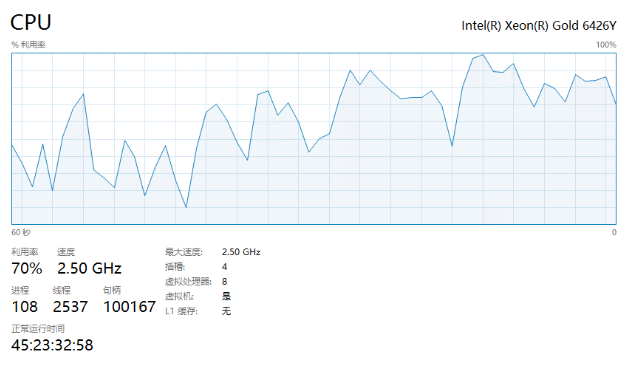 CPU
Intel(R) Xeon(R) Gold 6426Y
% 利用率
100%
60 秒
0
利用率
速度
70%
2.50 GHz
进程
线程
句柄
108
2537
100167
正常运行时间
45:23:32:58
最大速度:
2.50 GHz
插槽:
4
虚拟处理器:
8
虚拟机:
是
L1 缓存:
无